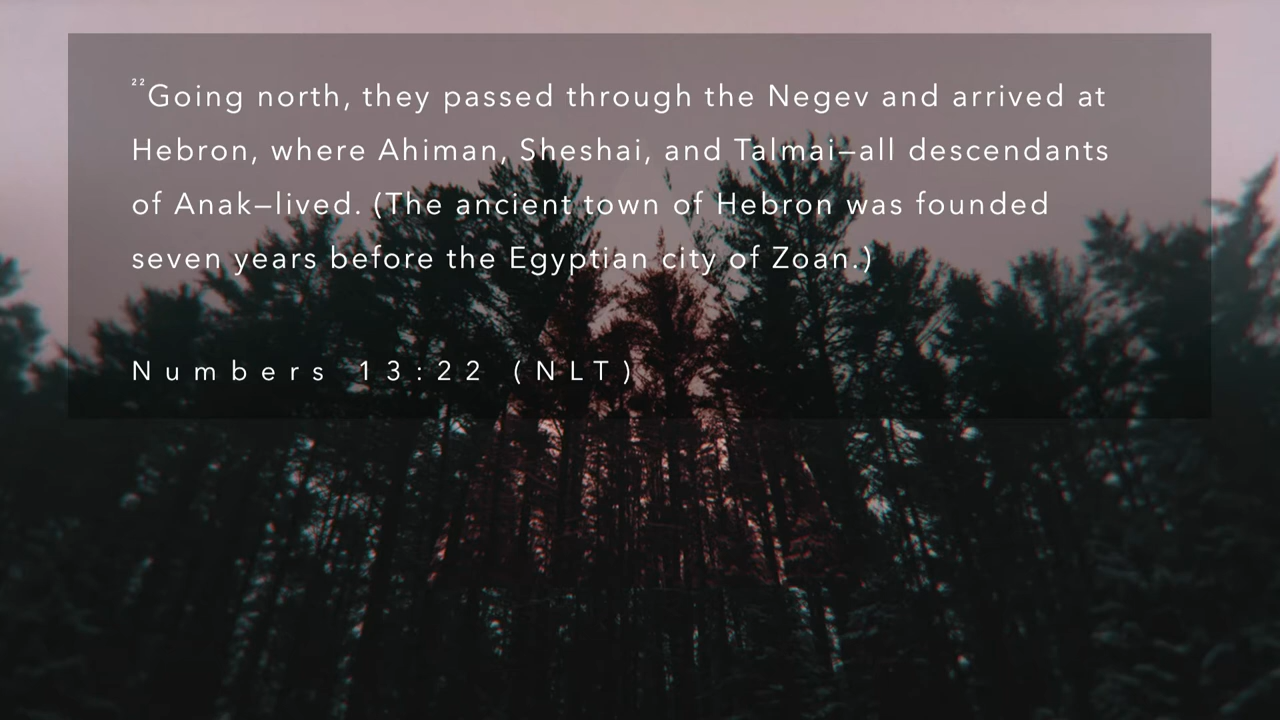 ²²Going north, they passed through the Negev and arrived at
Hebron, where Ahiman, Sheshai, and Talmai—all descendants
of Anak—lived. (The ancient town of Hebron was founded
seven years before the Egyptian city of Zoan.)
Numbers 13:22 (NLT)